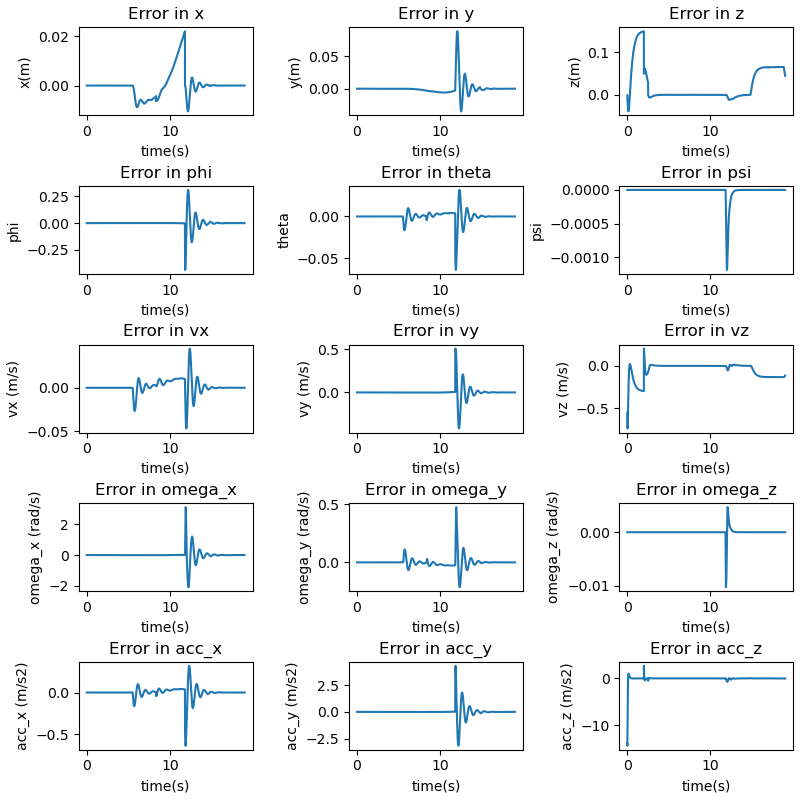 Error in x
Error in y
Error in z
0.02
0.00
x(m)
0
10
time(s)
0.05
0.00
y(m)
0
10
time(s)
0.1
0.0
z(m)
0
10
time(s)
Error in phi
Error in theta
Error in psi
0.25
0.00
−0.25
phi
0
10
time(s)
0.00
−0.05
theta
0
10
time(s)
0.0000
−0.0005
−0.0010
psi
0
10
time(s)
Error in vx
Error in vy
Error in vz
0.00
−0.05
vx (m/s)
0
10
time(s)
0.5
0.0
vy (m/s)
0
10
time(s)
0.0
−0.5
vz (m/s)
0
10
time(s)
Error in omega_x
Error in omega_y
Error in omega_z
2
0
−2
omega_x (rad/s)
0
10
time(s)
0.5
0.0
omega_y (rad/s)
0
10
time(s)
0.00
−0.01
omega_z (rad/s)
0
10
time(s)
Error in acc_x
Error in acc_y
Error in acc_z
0.0
−0.5
acc_x (m/s2)
0
10
time(s)
2.5
0.0
−2.5
acc_y (m/s2)
0
10
time(s)
0
−10
acc_z (m/s2)
0
10
time(s)